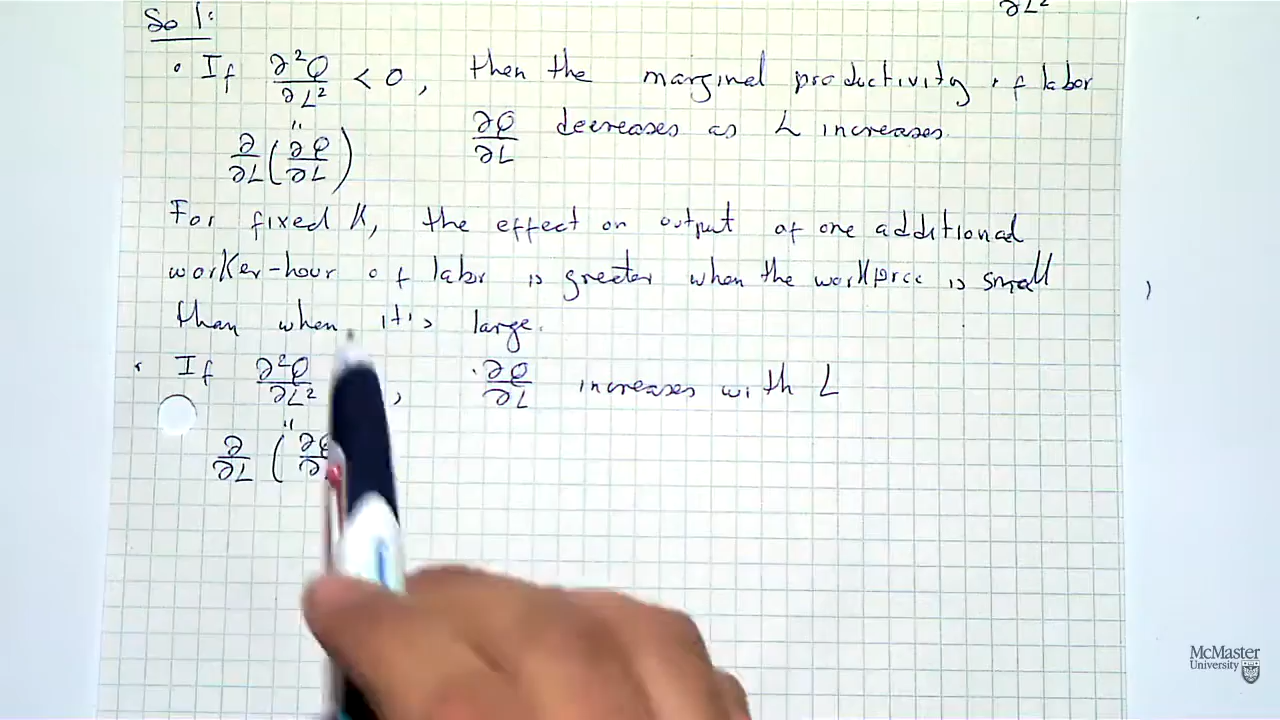 ∂L²
Sol:
• If ∂²Q/∂L² < 0, then the marginal productivity of labor
∂/∂L (∂Q/∂L) ∂Q/∂L decreases as L increases.
For fixed K, the effect on output of one additional
worker-hour of labor is greater when the workforce is small
than when it's large.
• If ∂²Q/∂L² , ∂Q/∂L increases with L
∂/∂L (
McMaster
University